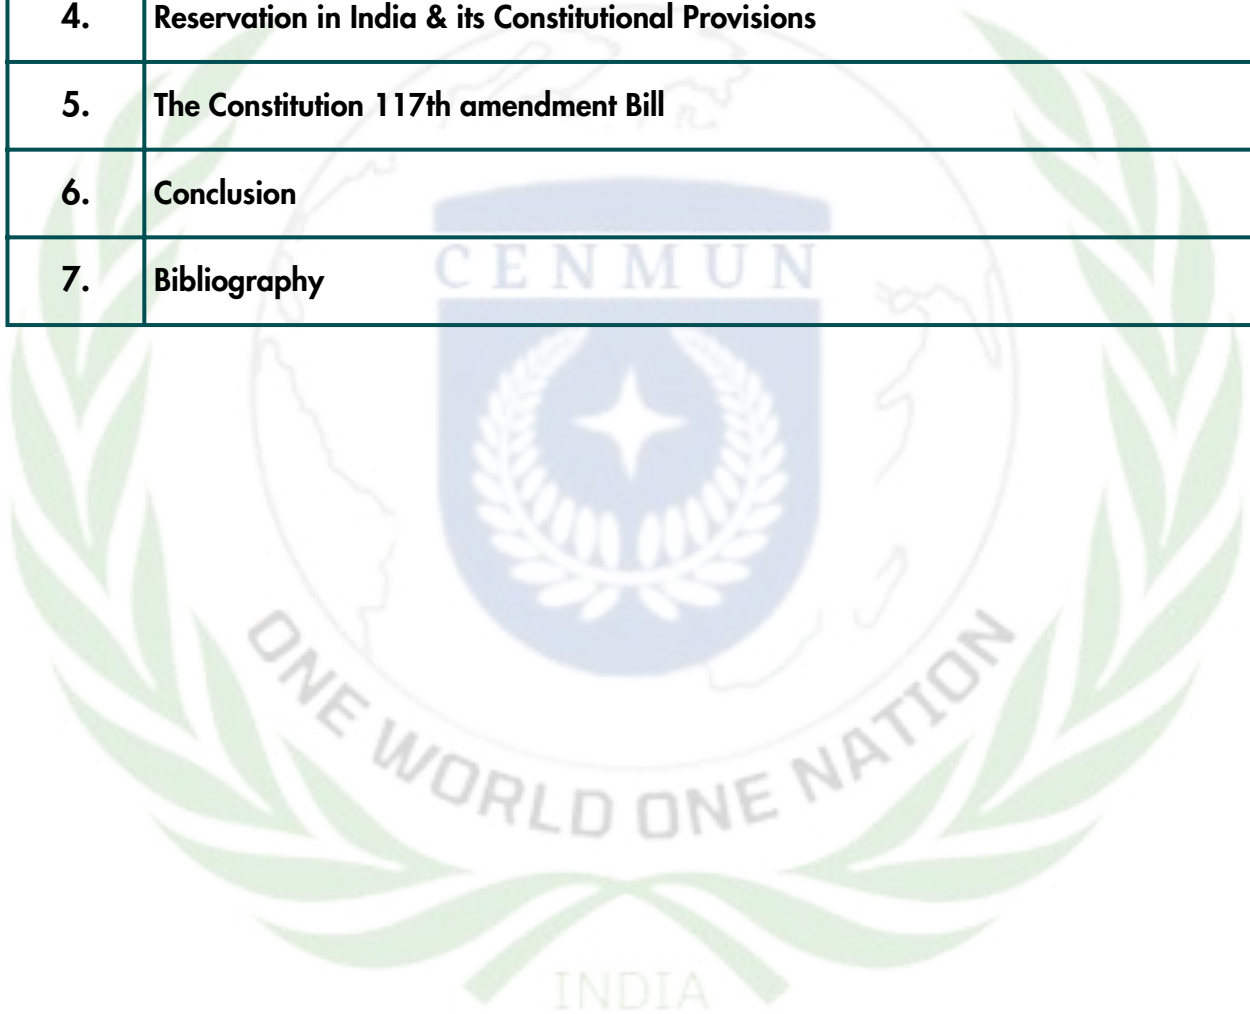 4. Reservation in India & its Constitutional Provisions
5. The Constitution 117th amendment Bill
6. Conclusion
7. Bibliography
CENMUN
ONE WORLD ONE NATION
INDIA